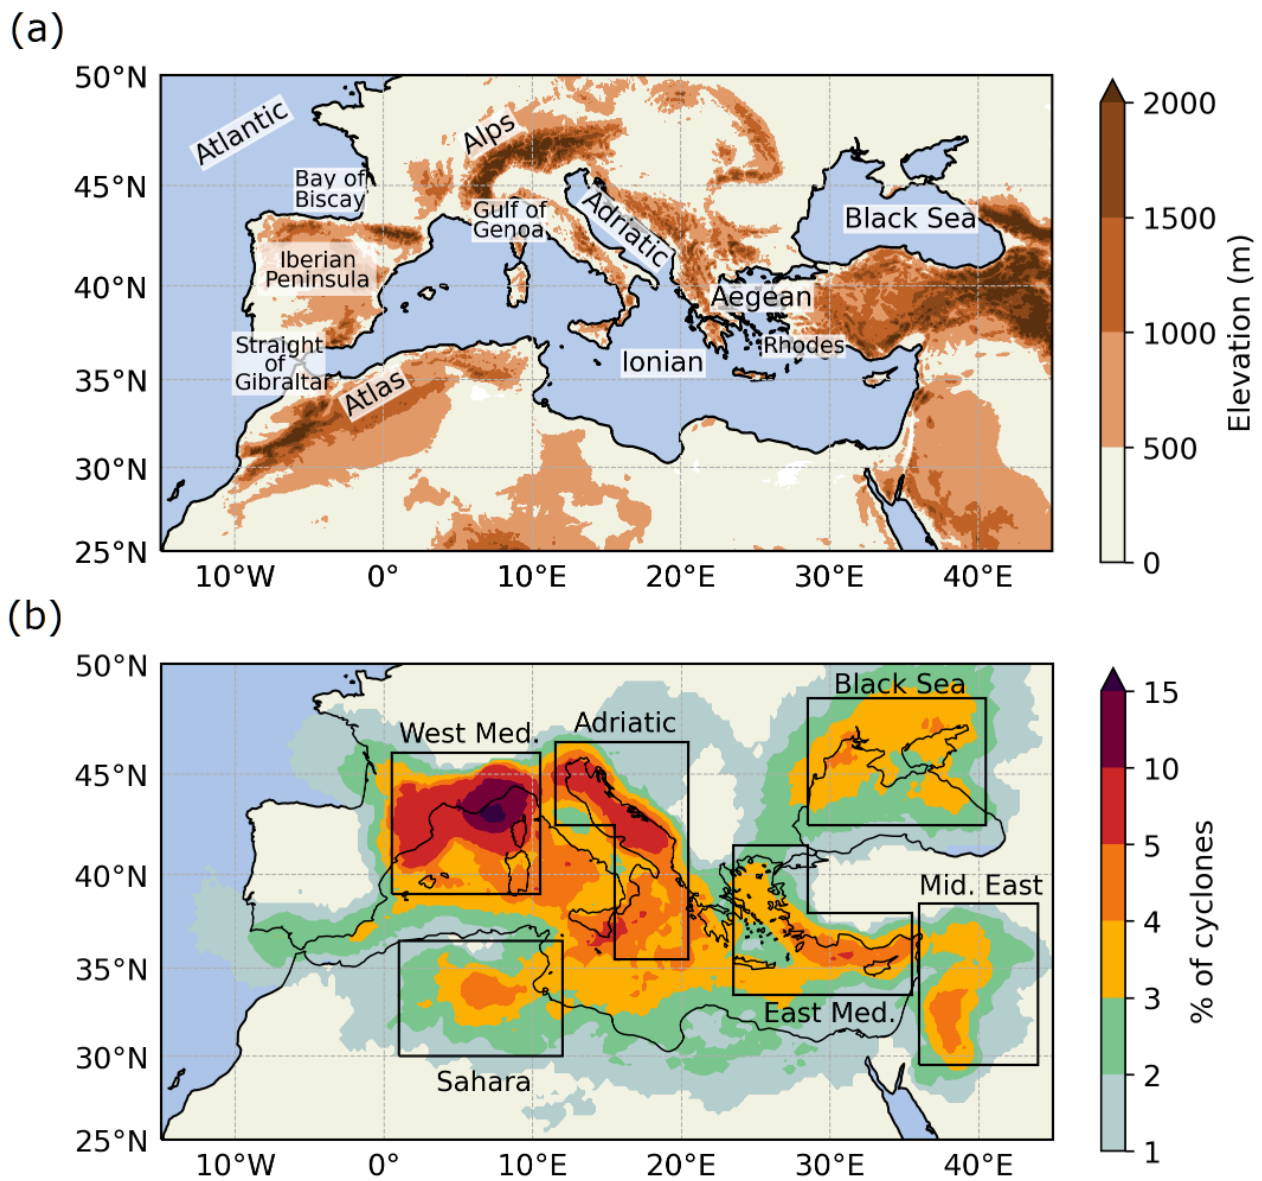 (a)
50°N
45°N
40°N
35°N
30°N
25°N
10°W
0°
10°E
20°E
30°E
40°E
Atlantic
Alps
Bay of
Biscay
Gulf of
Genoa
Adriatic
Black Sea
Iberian
Peninsula
Aegean
Straight
of
Gibraltar
Atlas
Ionian
Rhodes
2000
1500
1000
500
0
Elevation (m)
(b)
50°N
45°N
40°N
35°N
30°N
25°N
10°W
0°
10°E
20°E
30°E
40°E
Black Sea
West Med.
Adriatic
Mid. East
East Med.
Sahara
15
10
5
4
3
2
1
% of cyclones